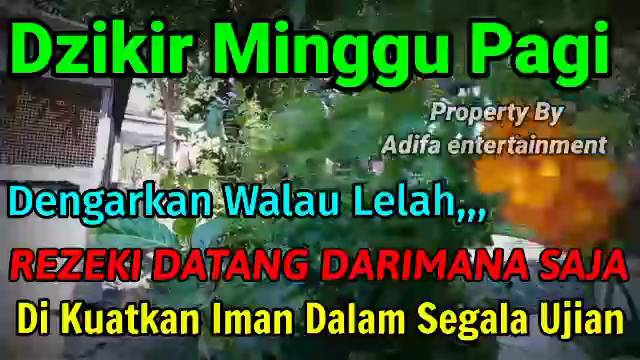 Dzikir Minggu Pagi
Property By
Adifa entertainment
Dengarkan Walau Lelah,,,
REZEKI DATANG DARIMANA SAJA
Di Kuatkan Iman Dalam Segala Ujian